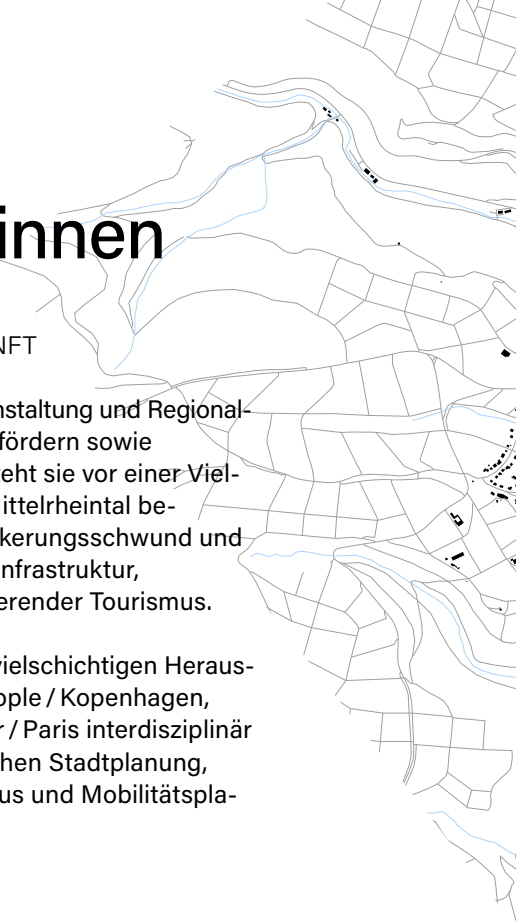 innen
NFT
nstaltung und Regional-
fördern sowie
teht sie vor einer Viel-
ittelrheintal be-
kerungsschwund und
nfrastruktur,
erender Tourismus.
vielschichtigen Heraus-
ople / Kopenhagen,
r / Paris interdisziplinär
hen Stadtplanung,
us und Mobilitätspla-